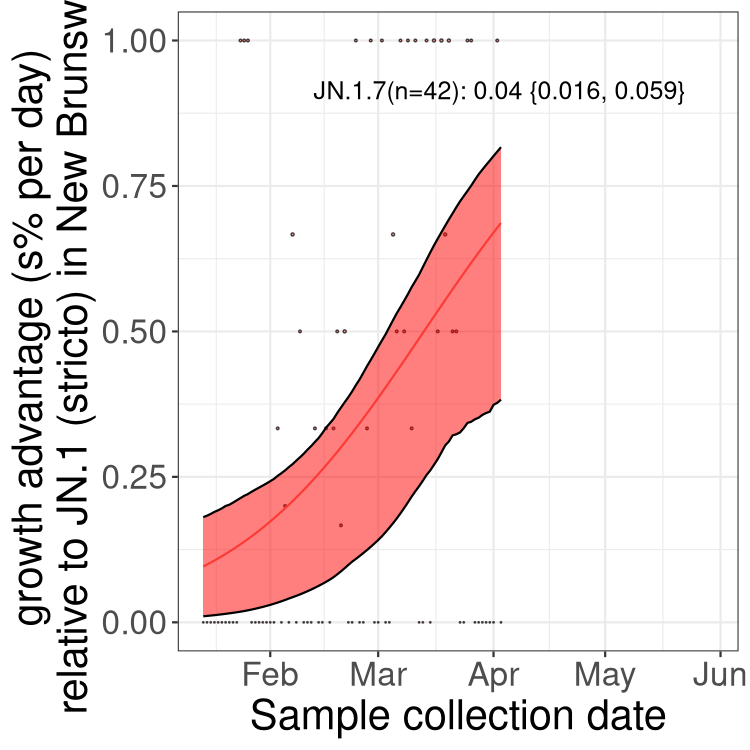 growth advantage (s% per day)
relative to JN.1 (stricto) in New Brunsw
1.00
0.75
0.50
0.25
0.00
JN.1.7(n=42): 0.04 {0.016, 0.059}
Feb Mar Apr May Jun
Sample collection date